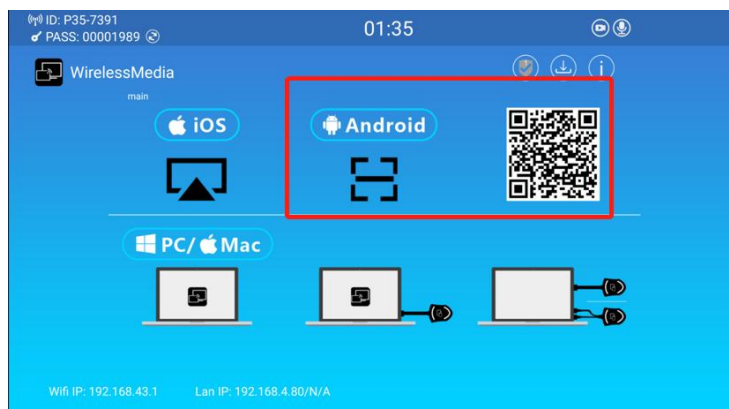 ID: P35-7391
PASS: 00001989
01:35
WirelessMedia
main
iOS
Android
PC/ Mac
Wifi IP: 192.168.43.1 Lan IP: 192.168.4.80/N/A